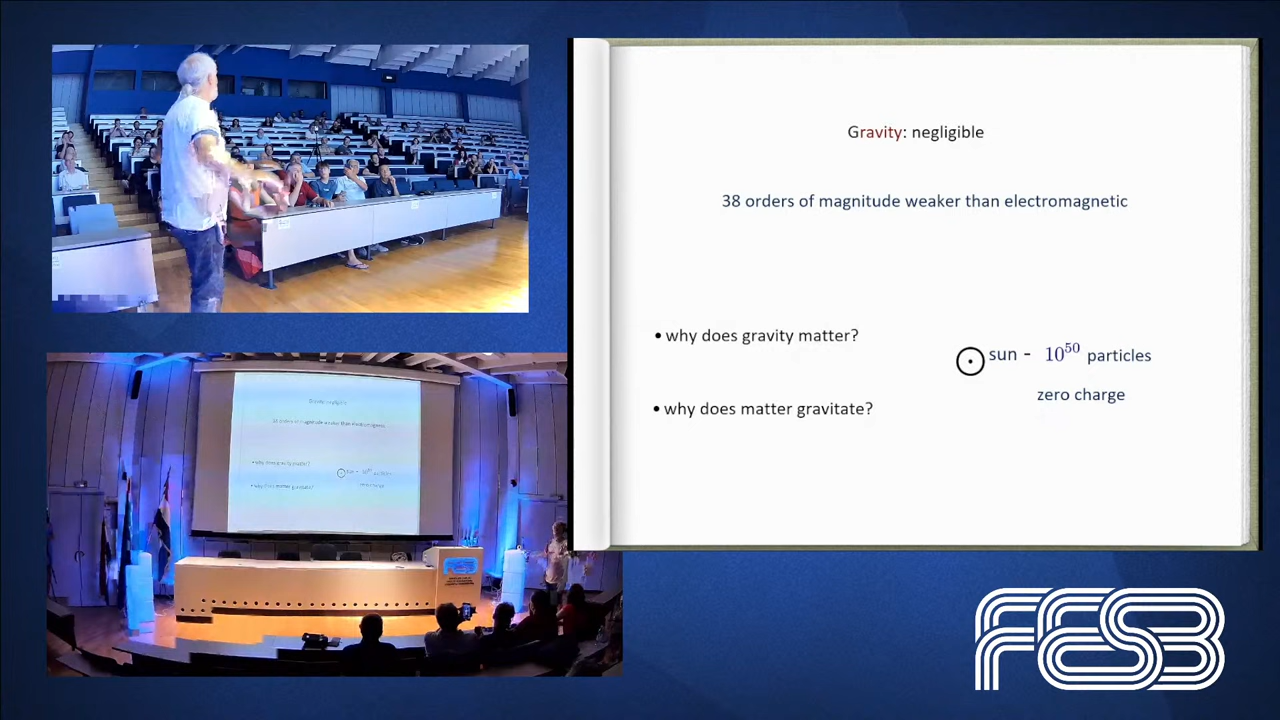 Gravity: negligible
38 orders of magnitude weaker than electromagnetic
• why does gravity matter?
sun - 10^50 particles
zero charge
• why does matter gravitate?
FESB